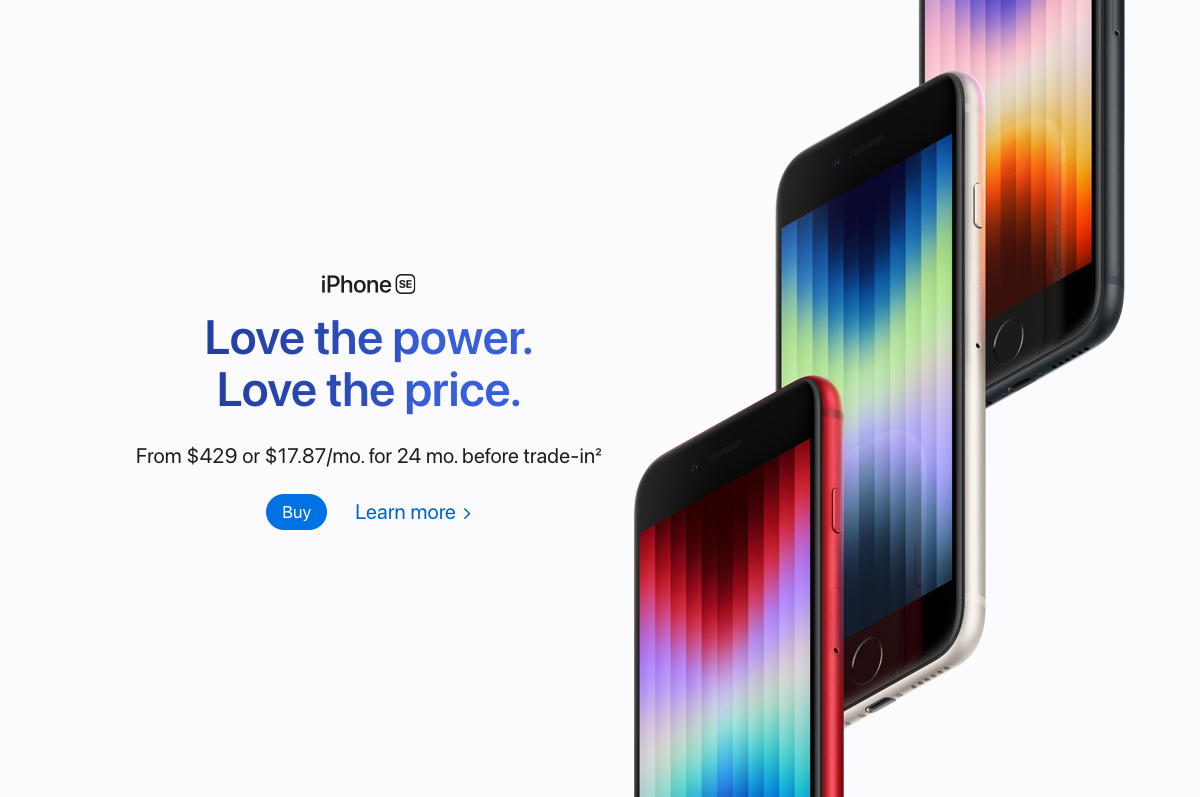 iPhone SE
Love the power.
Love the price.
From $429 or $17.87/mo. for 24 mo. before trade-in²
Buy
Learn more >